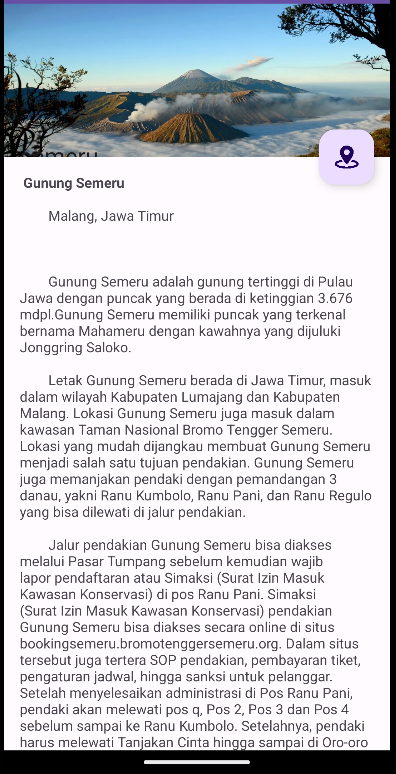 Semeru
Gunung Semeru
Malang, Jawa Timur
Gunung Semeru adalah gunung tertinggi di Pulau
Jawa dengan puncak yang berada di ketinggian 3.676
mdpl.Gunung Semeru memiliki puncak yang terkenal
bernama Mahameru dengan kawahnya yang dijuluki
Jonggring Saloko.
Letak Gunung Semeru berada di Jawa Timur, masuk
dalam wilayah Kabupaten Lumajang dan Kabupaten
Malang. Lokasi Gunung Semeru juga masuk dalam
kawasan Taman Nasional Bromo Tengger Semeru.
Lokasi yang mudah dijangkau membuat Gunung Semeru
menjadi salah satu tujuan pendakian. Gunung Semeru
juga memanjakan pendaki dengan pemandangan 3
danau, yakni Ranu Kumbolo, Ranu Pani, dan Ranu Regulo
yang bisa dilewati di jalur pendakian.
Jalur pendakian Gunung Semeru bisa diakses
melalui Pasar Tumpang sebelum kemudian wajib
lapor pendaftaran atau Simaksi (Surat Izin Masuk
Kawasan Konservasi) di pos Ranu Pani. Simaksi
(Surat Izin Masuk Kawasan Konservasi) pendakian
Gunung Semeru bisa diakses secara online di situs
bookingsemeru.bromotenggersemeru.org. Dalam situs
tersebut juga tertera SOP pendakian, pembayaran tiket,
pengaturan jadwal, hingga sanksi untuk pelanggar.
Setelah menyelesaikan administrasi di Pos Ranu Pani,
pendaki akan melewati pos q, Pos 2, Pos 3 dan Pos 4
sebelum sampai ke Ranu Kumbolo. Setelahnya, pendaki
harus melewati Tanjakan Cinta hingga sampai di Oro-oro